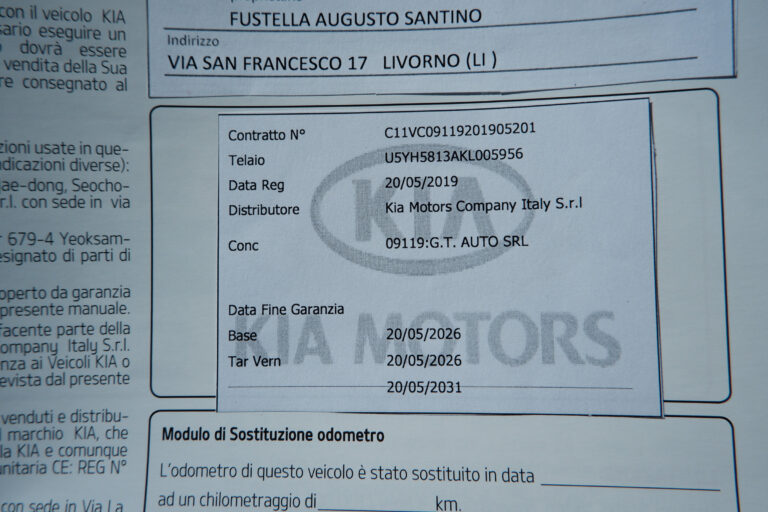 con il veicolo KIA
eseguire un
dovrà essere
vendita della Sua
consegnato al
zioni usate in que-
dicazioni diverse):
ae-dong, Seocho-
r.l. con sede in via
679-4 Yeoksam-
esignato di parti di
operto da garanzia
presente manuale.
facente parte della
ompany Italy S.r.l.
nza ai Veicoli KIA o
evista dal presente
venduti e distribu-
marchio KIA, che
la KIA e comunque
unitaria CE: REG N°
con sede in Via La
FUSTELLA AUGUSTO SANTINO
Indirizzo
VIA SAN FRANCESCO 17 LIVORNO (LI )
Contratto N° C11VC09119201905201
Telaio U5YH5813AKL005956
Data Reg 20/05/2019
Distributore Kia Motors Company Italy S.r.l
KIA
Conc 09119:G.T. AUTO SRL
Data Fine Garanzia
KIA MOTORS
Base 20/05/2026
Tar Vern 20/05/2026
20/05/2031
Modulo di Sostituzione odometro
L'odometro di questo veicolo è stato sostituito in data
ad un chilometraggio di km.